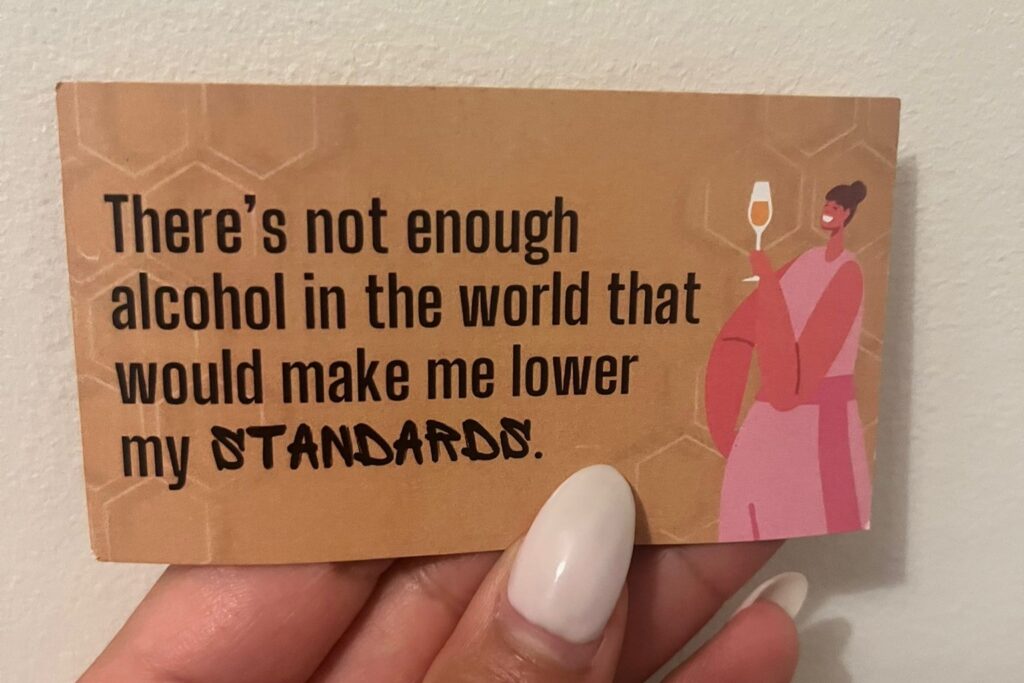 There's not enough
alcohol in the world that
would make me lower
my STANDARDS.